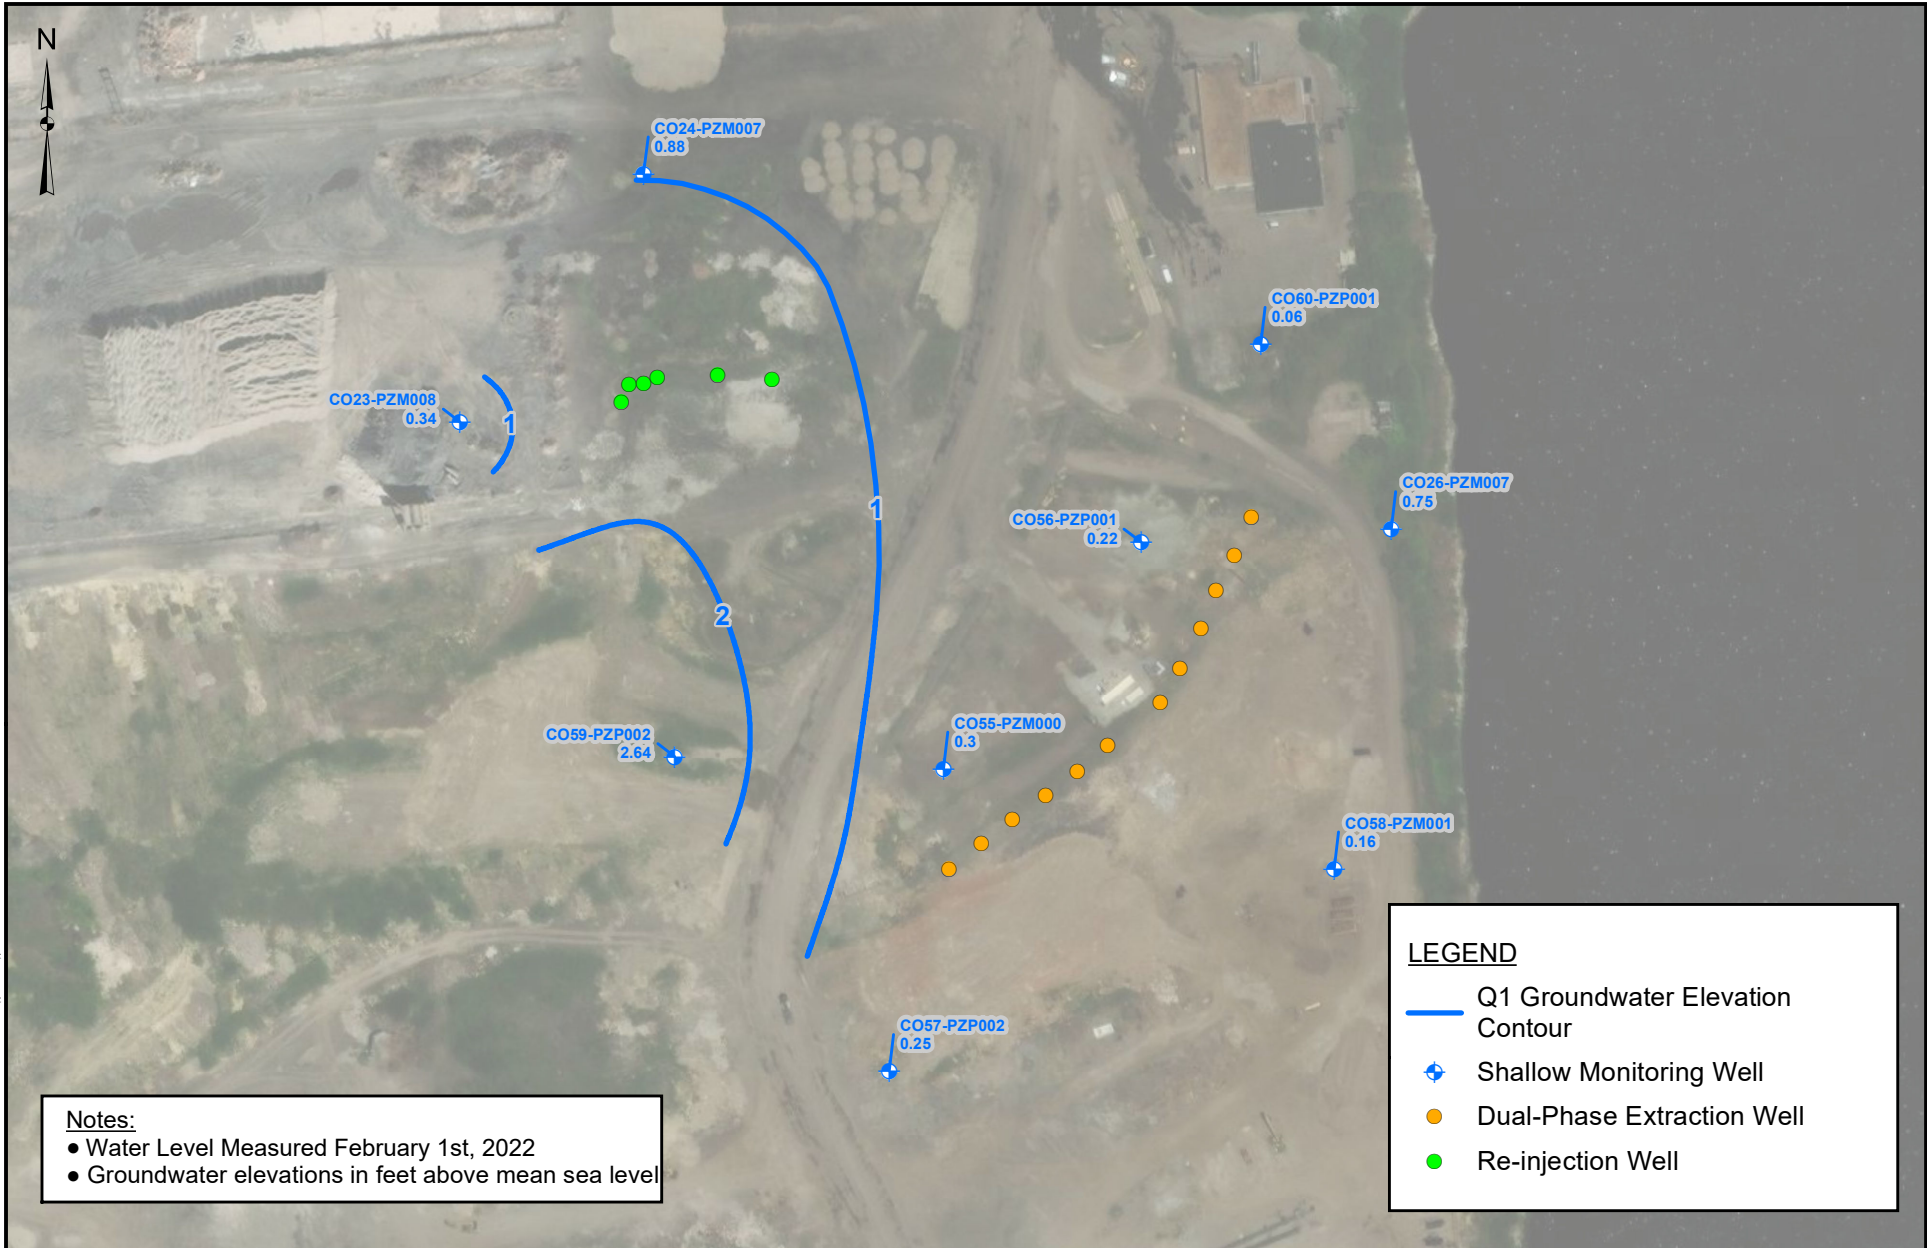 N
CO24-PZM007
0.88
CO60-PZP001
0.06
CO23-PZM008
0.34
1
CO26-PZM007
0.75
1
CO56-PZP001
0.22
2
CO55-PZM000
0.3
CO59-PZP002
2.64
CO58-PZM001
0.16
CO57-PZP002
0.25
LEGEND
Q1 Groundwater Elevation
Contour
Shallow Monitoring Well
Dual-Phase Extraction Well
Re-injection Well
Notes:
● Water Level Measured February 1st, 2022
● Groundwater elevations in feet above mean sea level